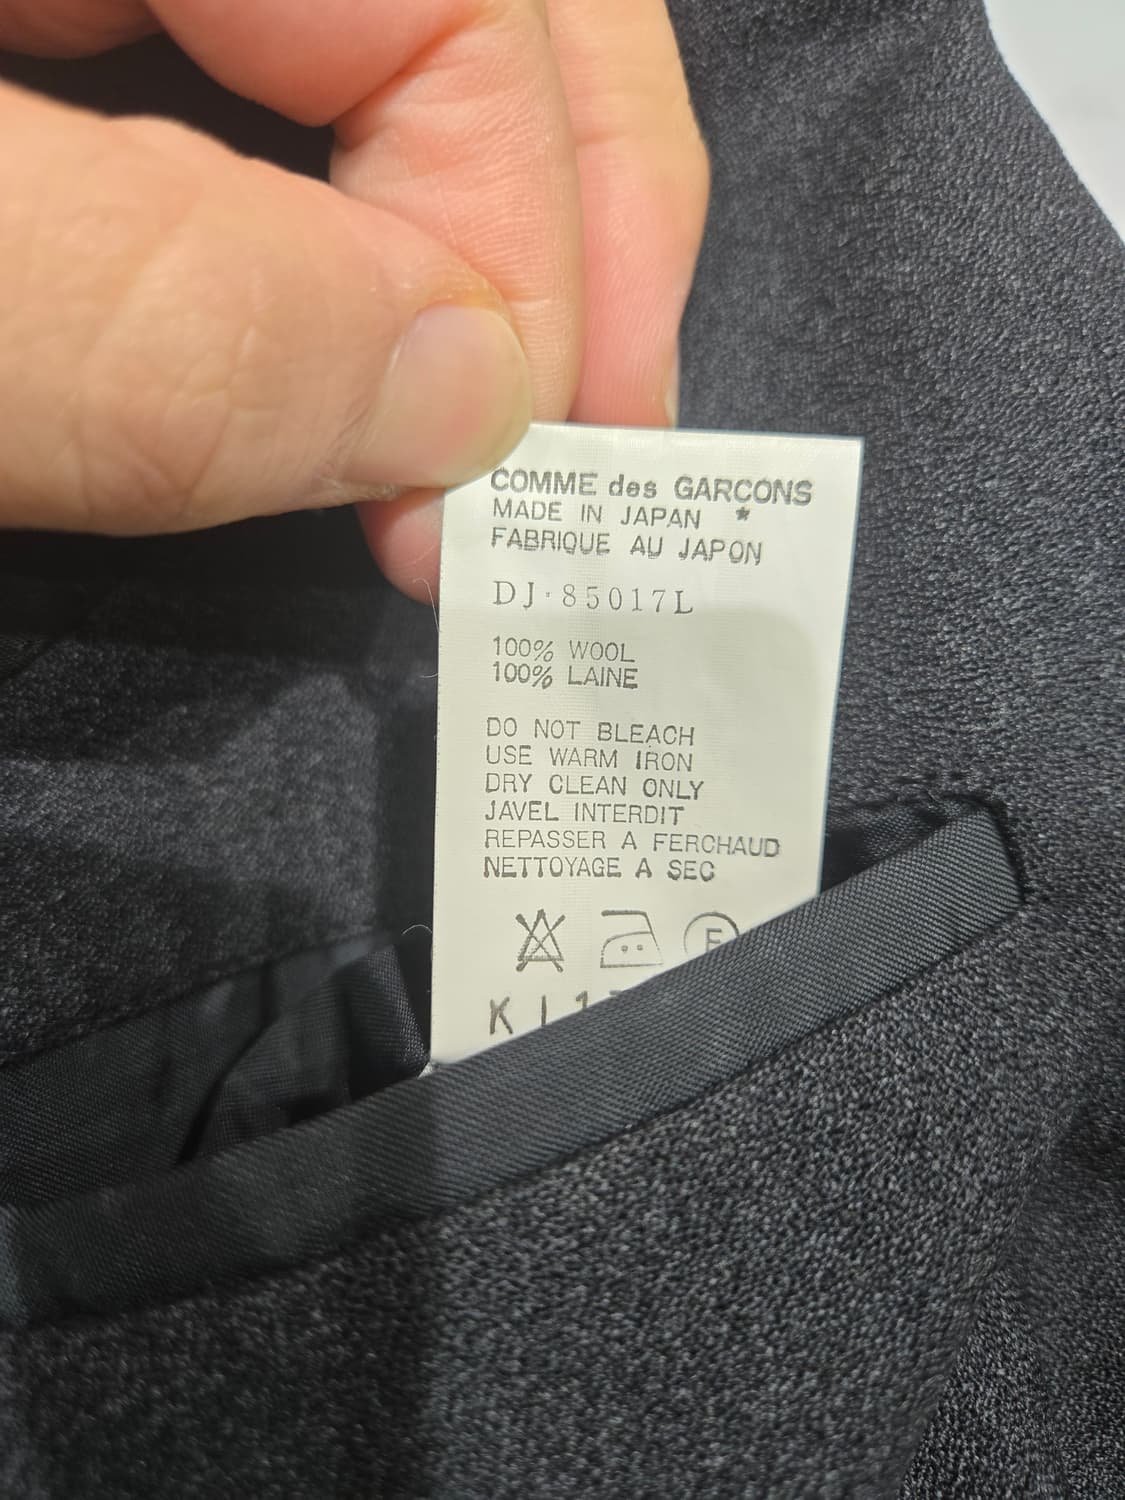 COMME des GARCONS
MADE IN JAPAN *
FABRIQUE AU JAPON
DJ·85017L
100% WOOL
100% LAINE
DO NOT BLEACH
USE WARM IRON
DRY CLEAN ONLY
JAVEL INTERDIT
REPASSER A FERCHAUD
NETTOYAGE A SEC
F